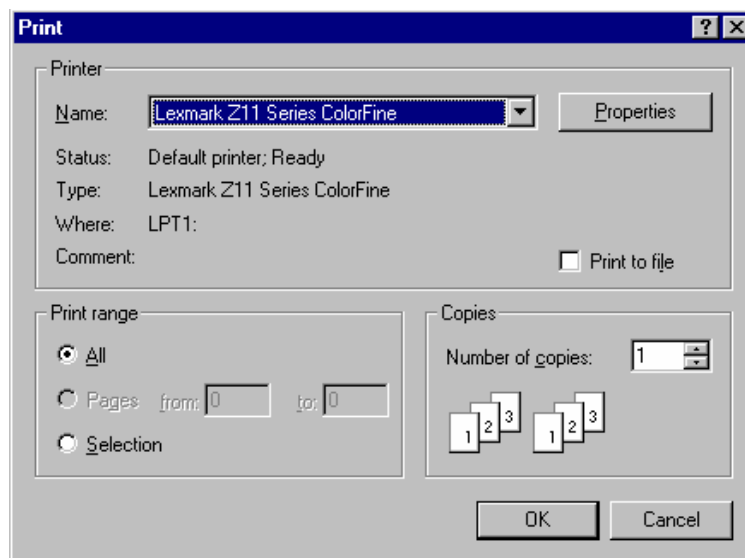 Print
Printer
Name: Lexmark Z11 Series ColorFine Properties
Status: Default printer; Ready
Type: Lexmark Z11 Series ColorFine
Where: LPT1:
Comment: Print to file
Print range
All
Pages from: 0 to: 0
Selection
Copies
Number of copies: 1
1 2 3 1 2 3
OK Cancel